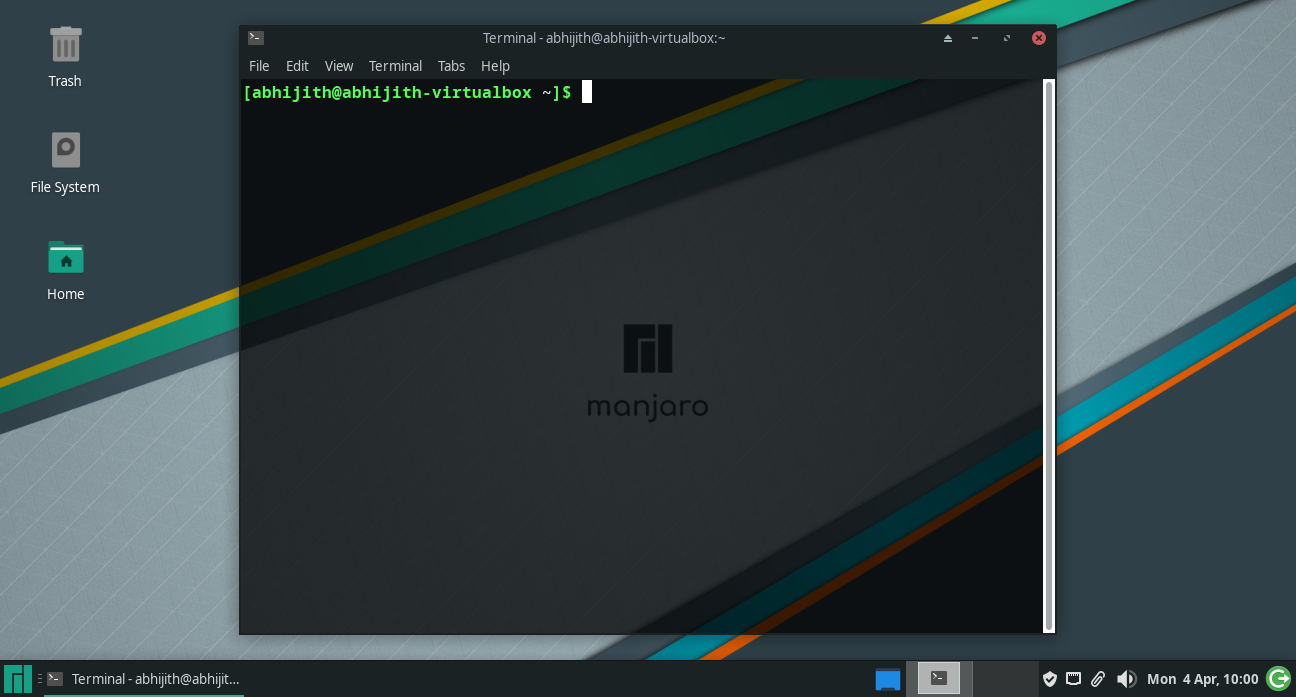 Trash
File System
Home
Terminal - abhijith@abhijith-virtualbox:~
File Edit View Terminal Tabs Help
[abhijith@abhijith-virtualbox ~]$
manjaro
Terminal - abhijith@abhijit...
Mon 4 Apr, 10:00